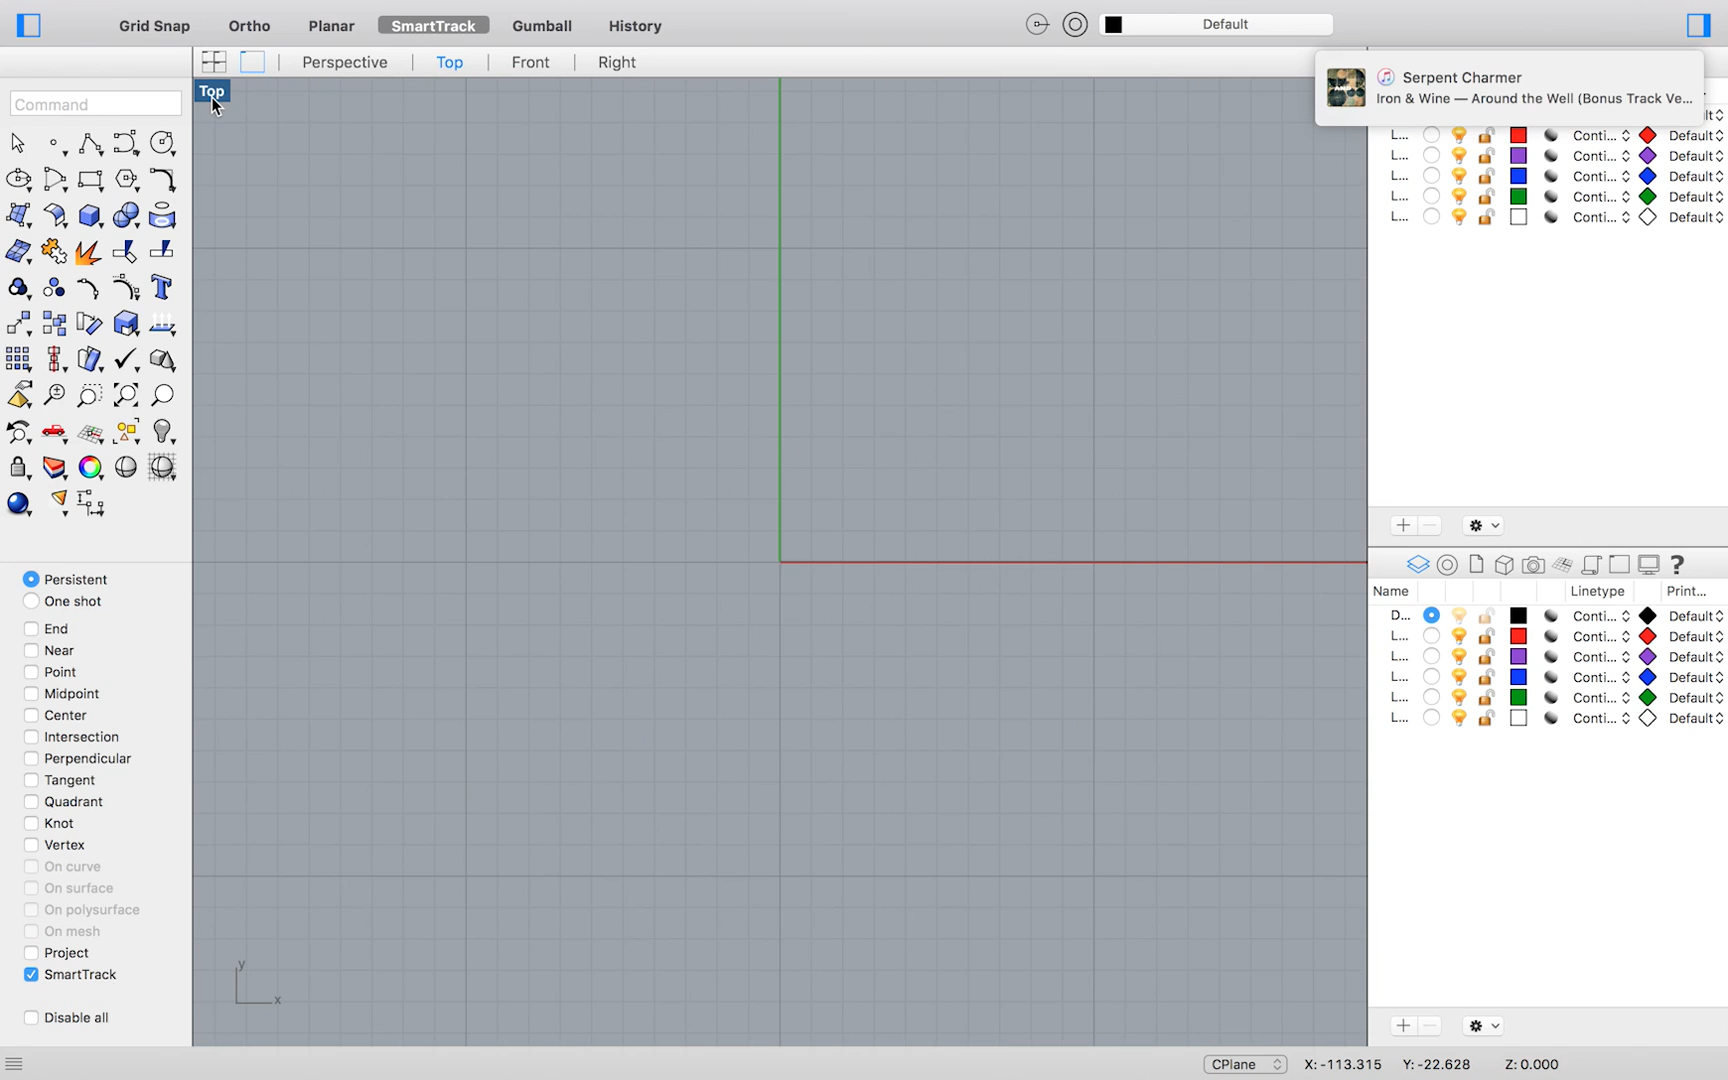 Grid Snap Ortho Planar SmartTrack Gumball History Default
Perspective Top Front Right
Top
Serpent Charmer
Iron & Wine — Around the Well (Bonus Track Ve...
Command
L... Conti... Default
L... Conti... Default
L... Conti... Default
L... Conti... Default
L... Conti... Default
Persistent
One shot
End
Near
Point
Midpoint
Center
Intersection
Perpendicular
Tangent
Quadrant
Knot
Vertex
On curve
On surface
On polysurface
On mesh
Project
SmartTrack
Disable all
Name Linetype Print...
D... Conti... Default
L... Conti... Default
L... Conti... Default
L... Conti... Default
L... Conti... Default
L... Conti... Default
y
x
CPlane X: -113.315 Y: -22.628 Z: 0.000